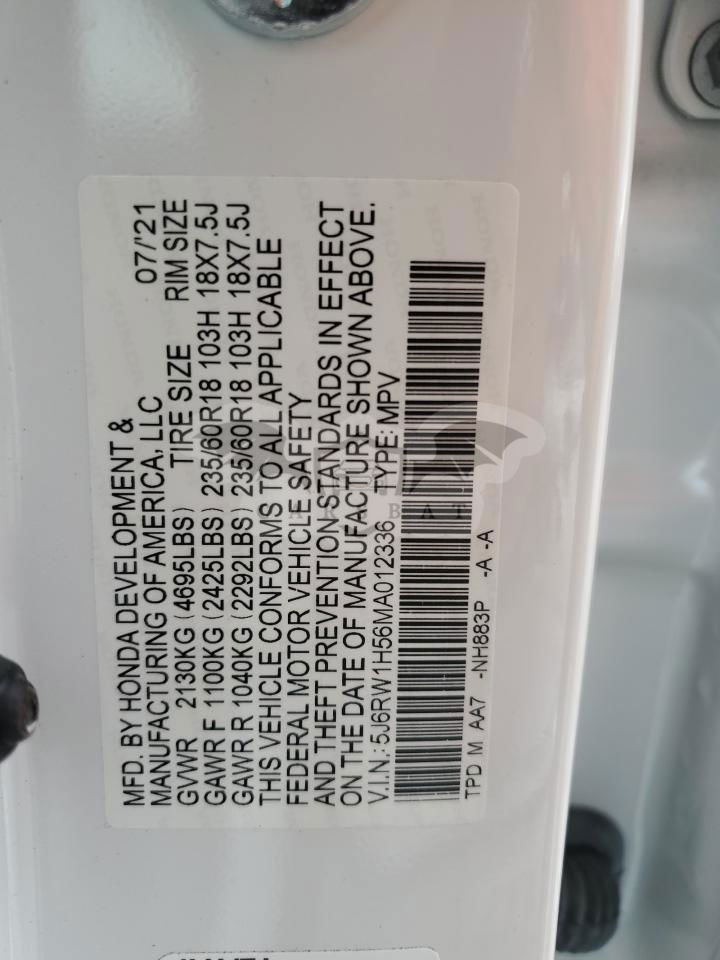 MFD. BY HONDA DEVELOPMENT &
MANUFACTURING OF AMERICA, LLC 07/'21
GVWR 2130KG (4695LBS) TIRE SIZE RIM SIZE
GAWR F 1100KG (2425LBS) 235/60R18 103H 18X7.5J
GAWR R 1040KG (2292LBS) 235/60R18 103H 18X7.5J
THIS VEHICLE CONFORMS TO ALL APPLICABLE
FEDERAL MOTOR VEHICLE SAFETY
AND THEFT PREVENTION STANDARDS IN EFFECT
ON THE DATE OF MANUFACTURE SHOWN ABOVE.
V.I.N.: 5J6RW1H56MA012336 TYPE: MPV
TPD M AA7 -NH883P -A -A